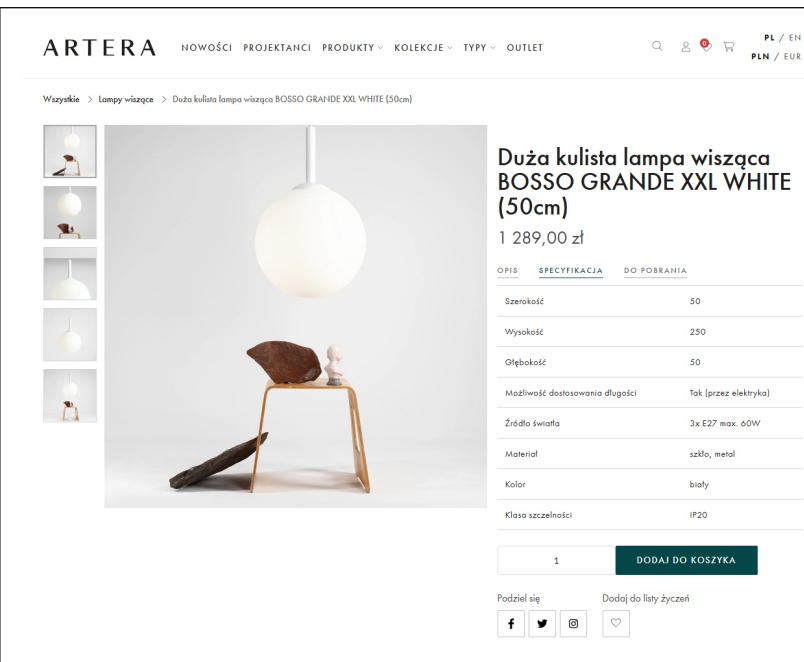 ARTERA
NOWOŚCI PROJEKTANCI PRODUKTY KOLEKCJE TYPY OUTLET
0
PL / EN
PLN / EUR
Wszystkie > Lampy wiszące > Duża kulista lampa wisząca BOSSO GRANDE XXL WHITE (50cm)
Duża kulista lampa wisząca
BOSSO GRANDE XXL WHITE
(50cm)
1 289,00 zł
OPIS SPECYFIKACJA DO POBRANIA
Szerokość 50
Wysokość 250
Głębokość 50
Możliwość dostosowania długości Tak (przez elektryka)
Źródło światła 3x E27 max. 60W
Materiał szkło, metal
Kolor biały
Klasa szczelności IP20
1 DODAJ DO KOSZYKA
Podziel się Dodaj do listy życzeń